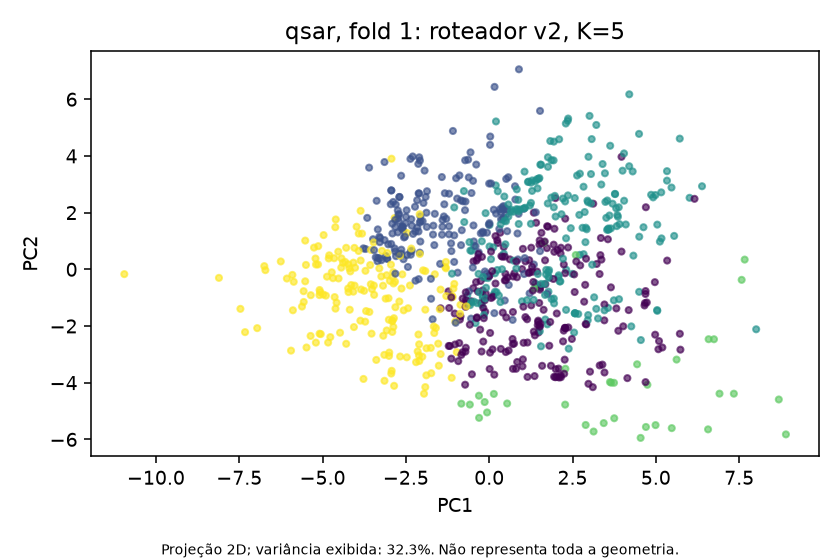 qsar, fold 1: roteador v2, K=5
6
4
2
0
−2
−4
−6
PC2
−10.0 −7.5 −5.0 −2.5 0.0 2.5 5.0 7.5
PC1
Projeção 2D; variância exibida: 32.3%. Não representa toda a geometria.